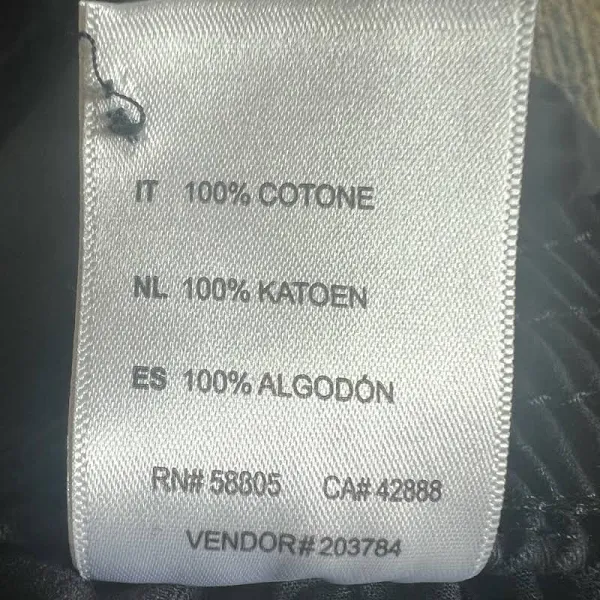 IT 100% COTONE
NL 100% KATOEN
ES 100% ALGODÓN
RN# 58805 CA# 42888
VENDOR# 203784